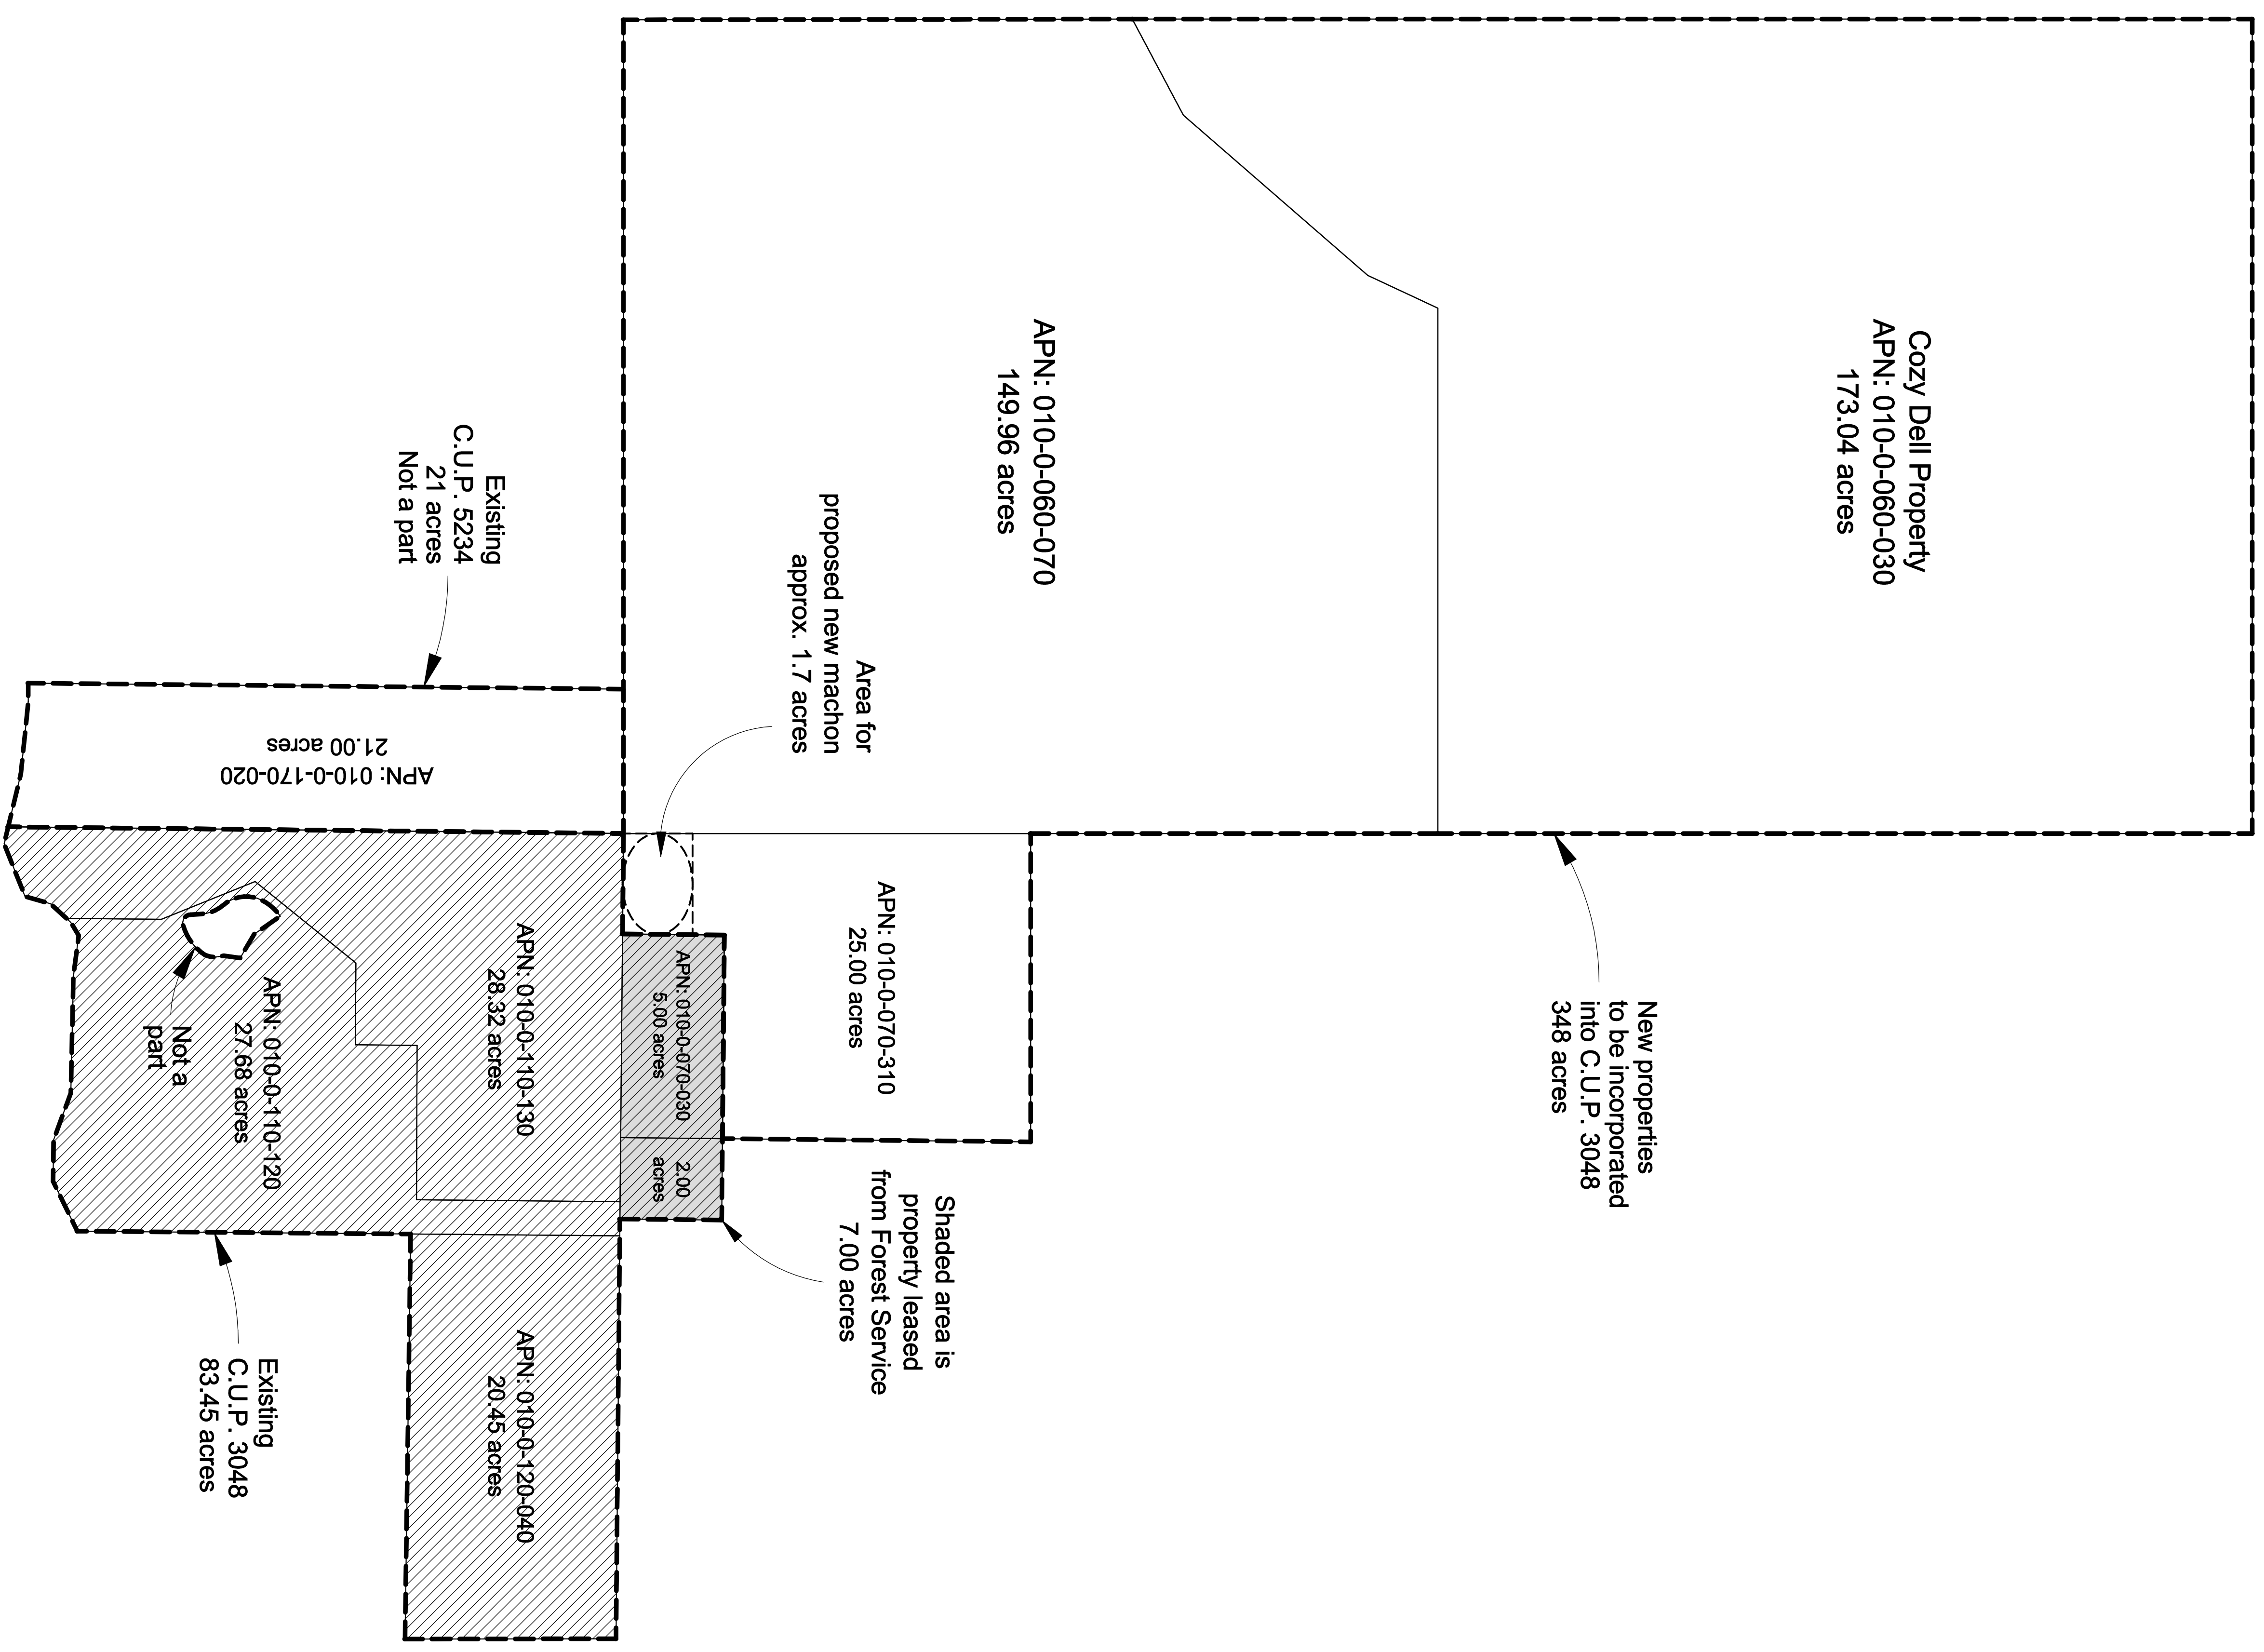 Cozy Dell Property
APN: 010-0-060-030
173.04 acres
New properties
to be incorporated
into C.U.P. 3048
348 acres
APN: 010-0-060-070
149.96 acres
Area for
proposed new machon
approx. 1.7 acres
APN: 010-0-070-310
25.00 acres
Shaded area is
property leased
from Forest Service
7.00 acres
APN: 010-0-070-030
5.00 acres
2.00
acres
Existing
C.U.P. 5234
21 acres
Not a part
APN: 010-0-170-020
21.00 acres
APN: 010-0-110-130
28.32 acres
APN: 010-0-120-040
20.45 acres
APN: 010-0-110-120
27.68 acres
Not a
part
Existing
C.U.P. 3048
83.45 acres